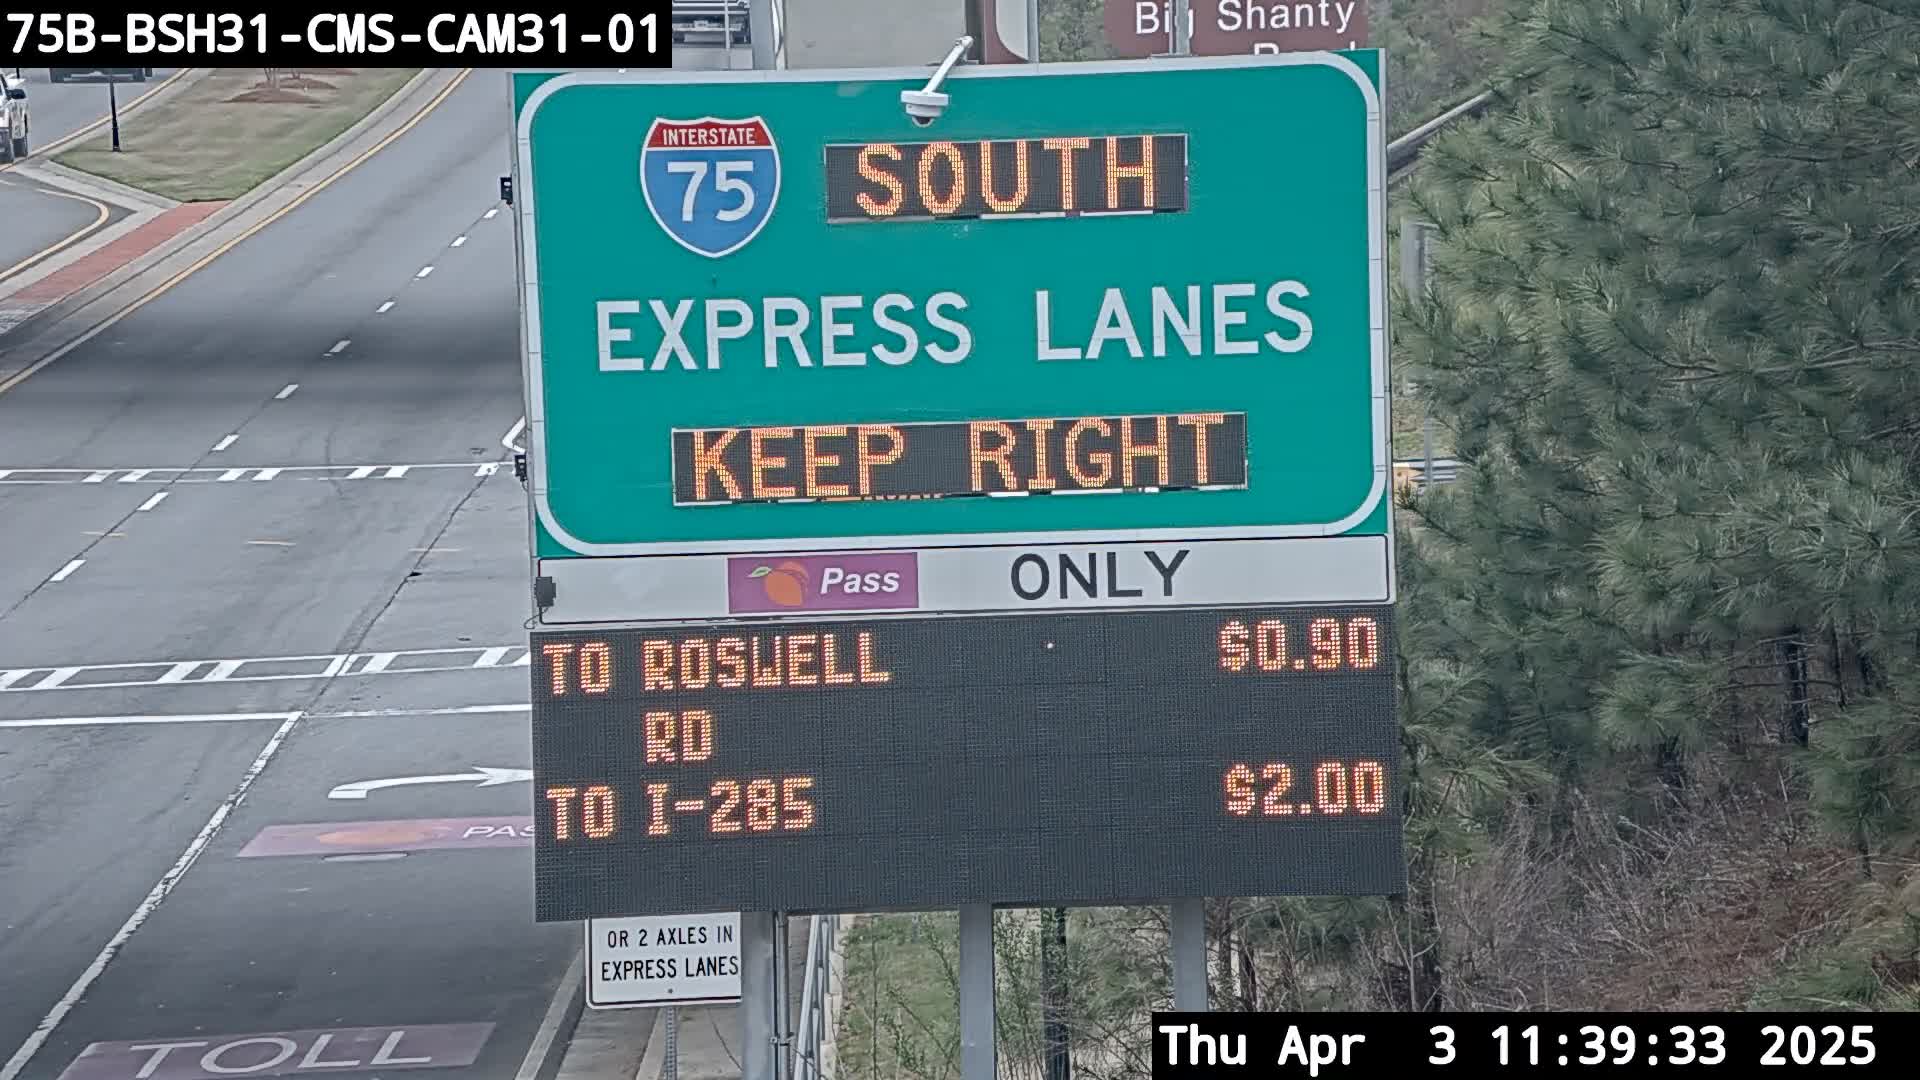 75B-BSH31-CMS-CAM31-01
Big Shanty
Road
INTERSTATE
75
SOUTH
EXPRESS LANES
KEEP RIGHT
Pass ONLY
TO ROSWELL $0.90
RD
TO I-285 $2.00
PAS
OR 2 AXLES IN
EXPRESS LANES
TOLL
Thu Apr 3 11:39:33 2025